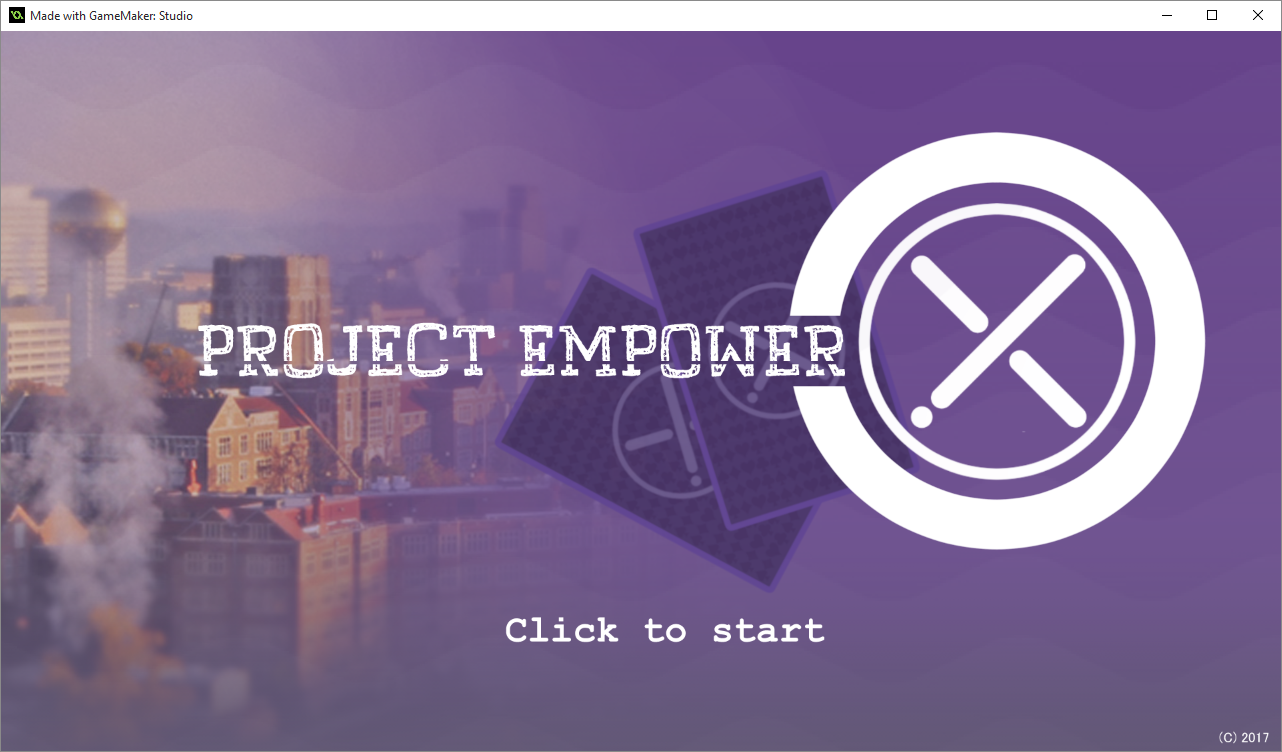 Made with GameMaker: Studio
PROJECT EMPOWER
Click to start
(C) 2017